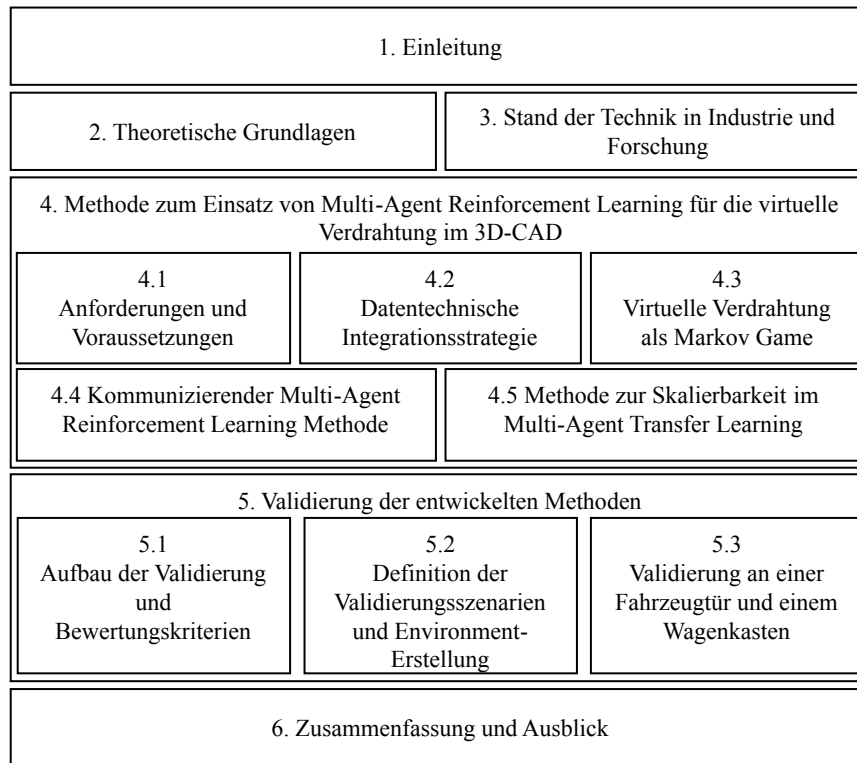 1. Einleitung
2. Theoretische Grundlagen
3. Stand der Technik in Industrie und
Forschung
4. Methode zum Einsatz von Multi-Agent Reinforcement Learning für die virtuelle
Verdrahtung im 3D-CAD
4.1
Anforderungen und
Voraussetzungen
4.2
Datentechnische
Integrationsstrategie
4.3
Virtuelle Verdrahtung
als Markov Game
4.4 Kommunizierender Multi-Agent
Reinforcement Learning Methode
4.5 Methode zur Skalierbarkeit im
Multi-Agent Transfer Learning
5. Validierung der entwickelten Methoden
5.1
Aufbau der Validierung
und
Bewertungskriterien
5.2
Definition der
Validierungsszenarien
und Environment-
Erstellung
5.3
Validierung an einer
Fahrzeugtür und einem
Wagenkasten
6. Zusammenfassung und Ausblick